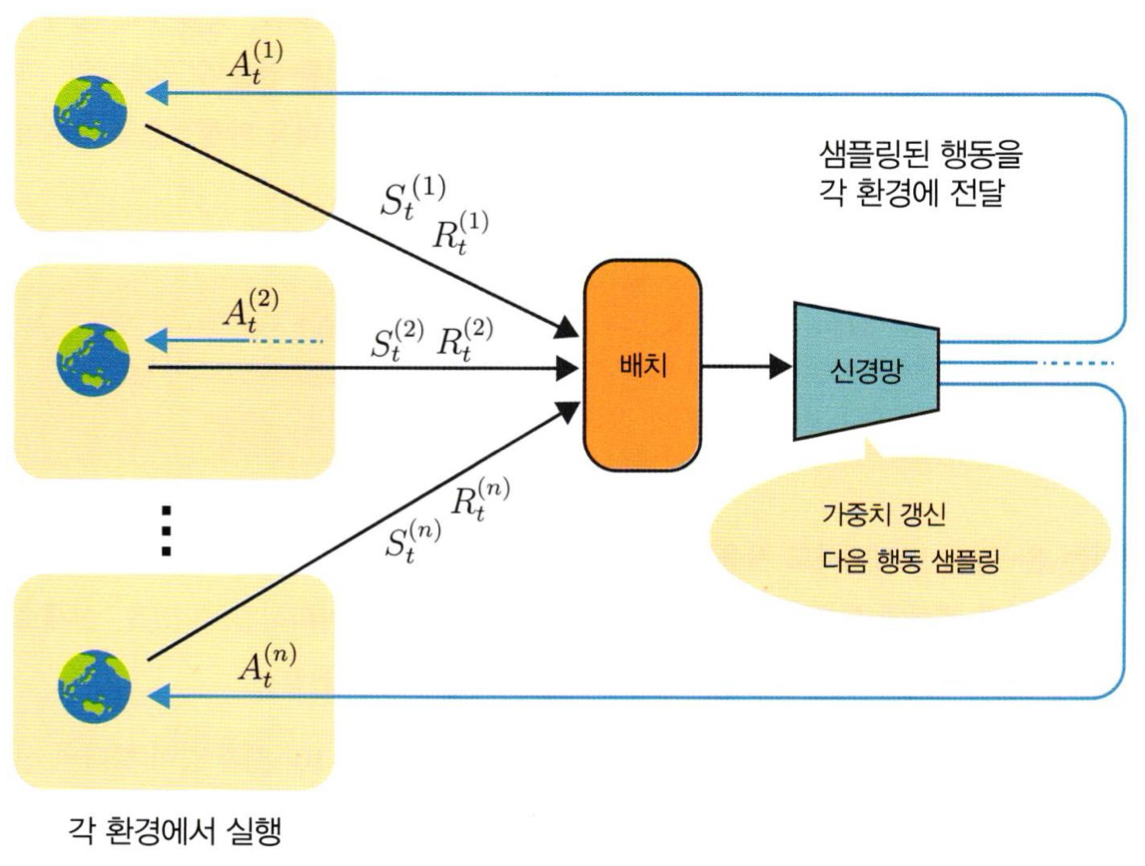 A_t^{(1)}
샘플링된 행동을
각 환경에 전달
S_t^{(1)}
R_t^{(1)}
A_t^{(2)}
S_t^{(2)} R_t^{(2)}
배치
신경망
R_t^{(n)}
S_t^{(n)}
가중치 갱신
다음 행동 샘플링
A_t^{(n)}
각 환경에서 실행